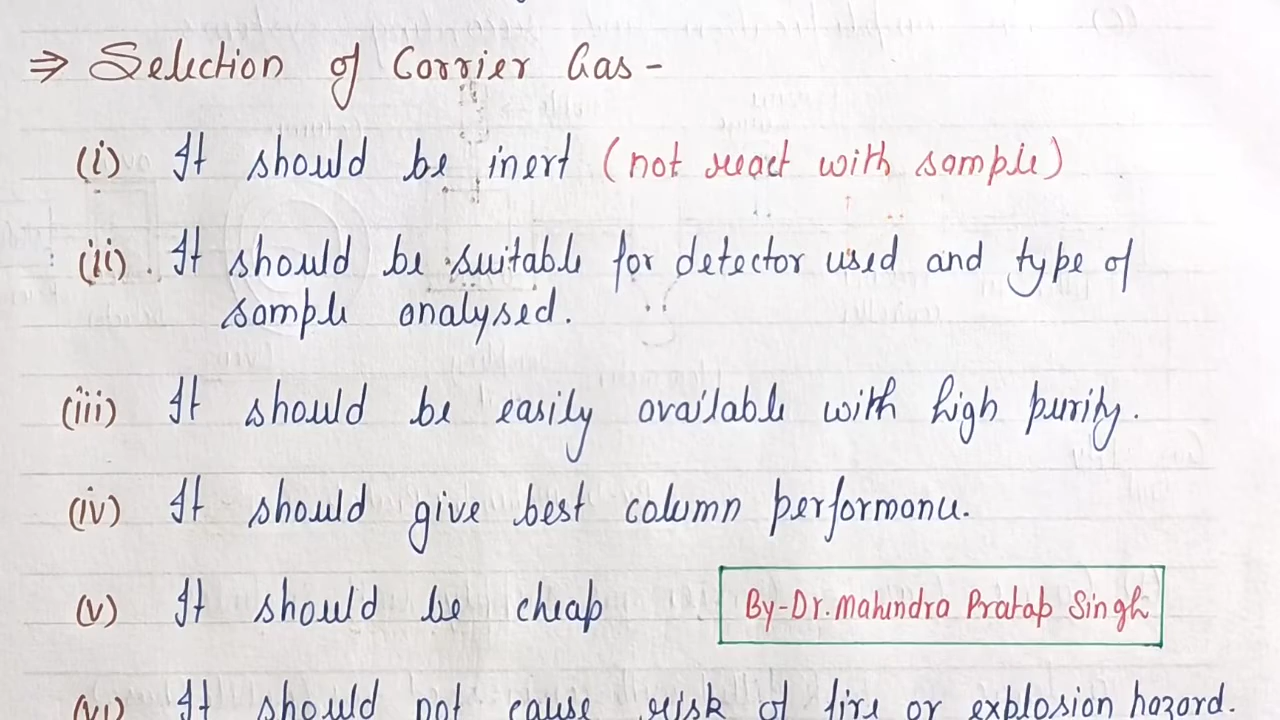 ⇒ Selection of Carrier Gas -
(i) It should be inert (not react with sample)
(ii). It should be suitable for detector used and type of
sample analysed.
(iii) It should be easily available with high purity.
(iv) It should give best column performance.
(v) It should be cheap
By-Dr. Mahendra Pratap Singh
(vi) It should not cause risk of fire or explosion hazard.